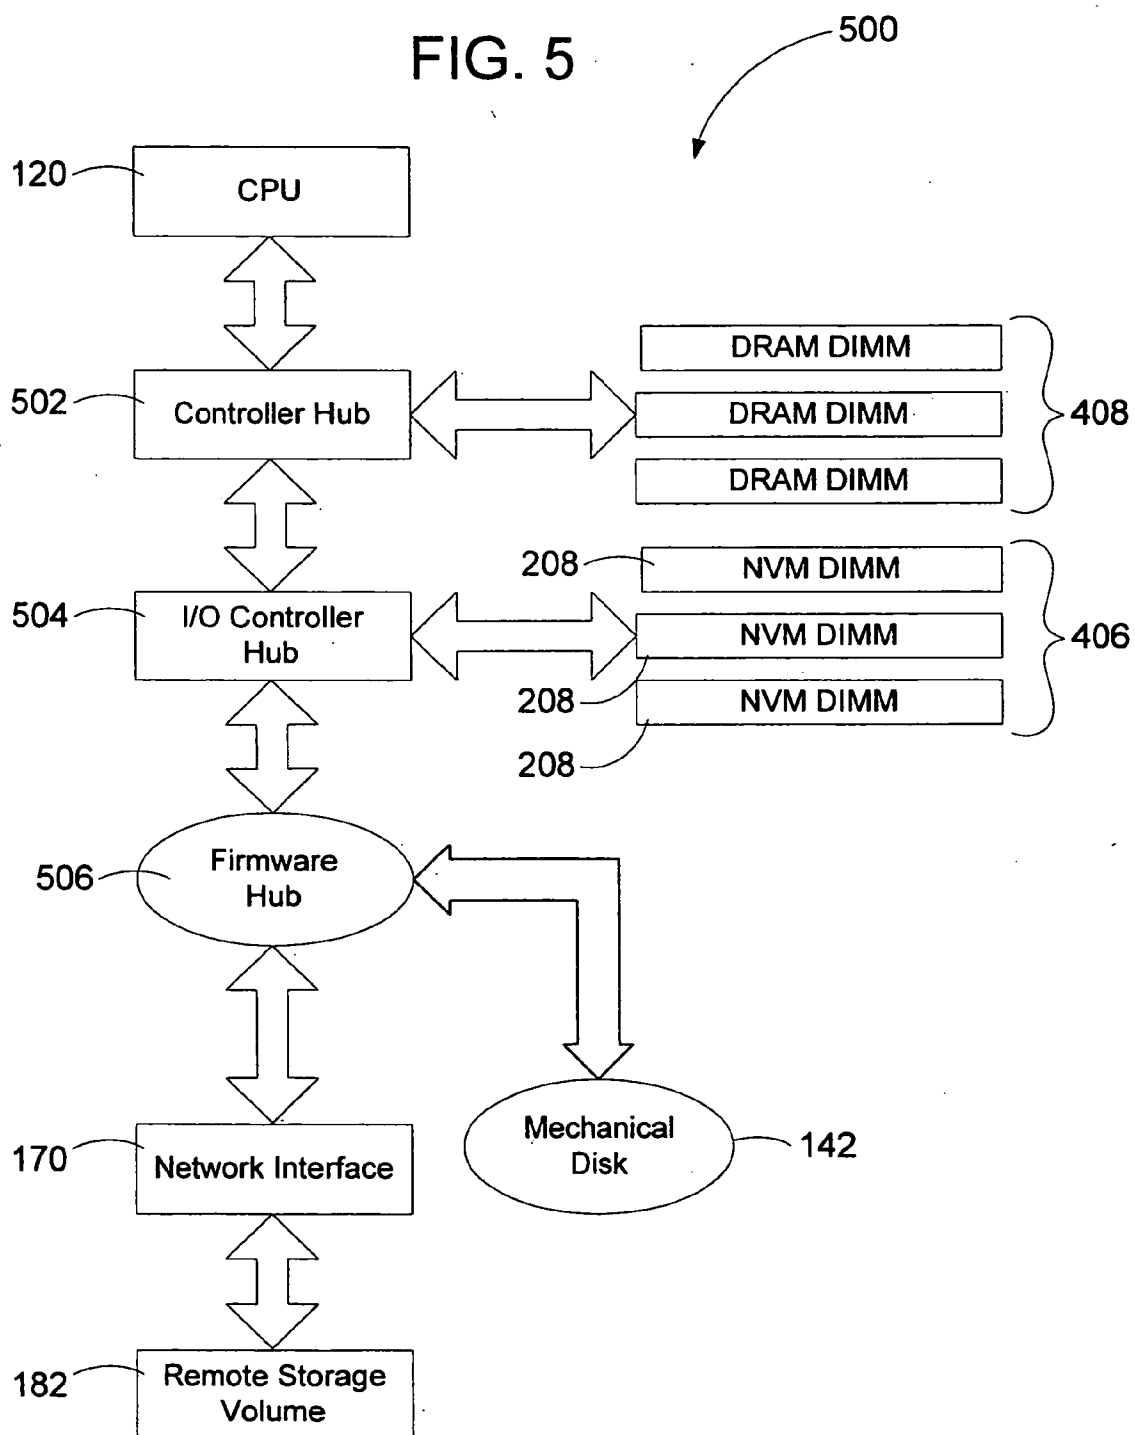 FIG. 5
500
120
CPU
502
Controller Hub
DRAM DIMM
DRAM DIMM
DRAM DIMM
408
504
I/O Controller
Hub
208
NVM DIMM
NVM DIMM
208
NVM DIMM
208
406
506
Firmware
Hub
170
Network Interface
Mechanical
Disk
142
182
Remote Storage
Volume